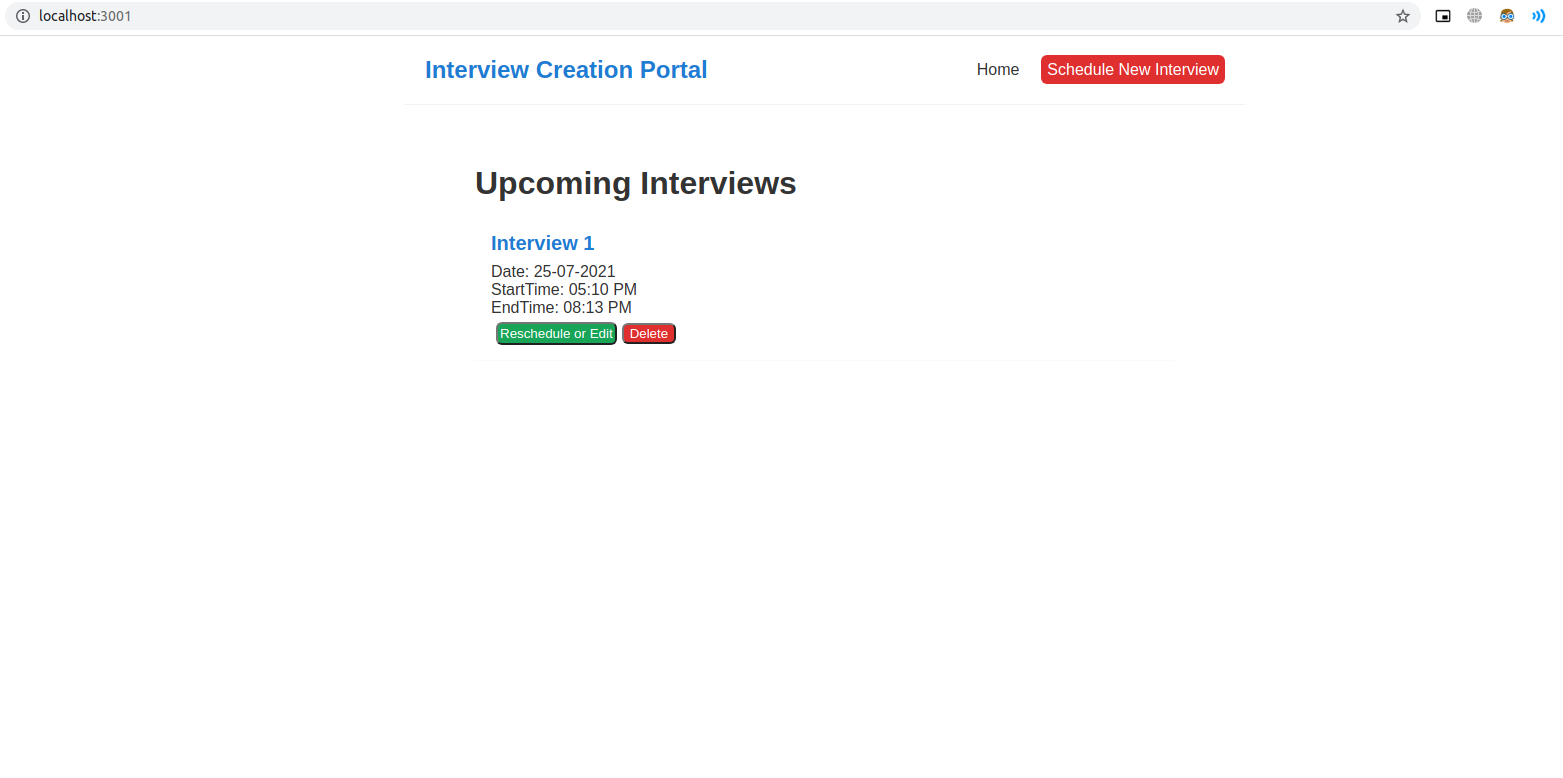 localhost:3001
Interview Creation Portal
Home
Schedule New Interview
Upcoming Interviews
Interview 1
Date: 25-07-2021
StartTime: 05:10 PM
EndTime: 08:13 PM
Reschedule or Edit
Delete